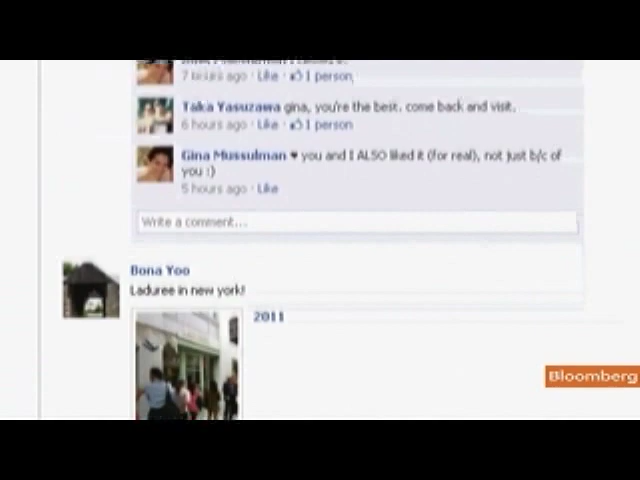 7 hours ago · Like · 1 person
Taka Yasuzawa gina, you're the best. come back and visit.
6 hours ago · Like · 1 person
Gina Mussulman ♥ you and I ALSO liked it (for real), not just b/c of
you :)
5 hours ago · Like
Write a comment...
Bona Yoo
Laduree in new york!
2011
Bloomberg